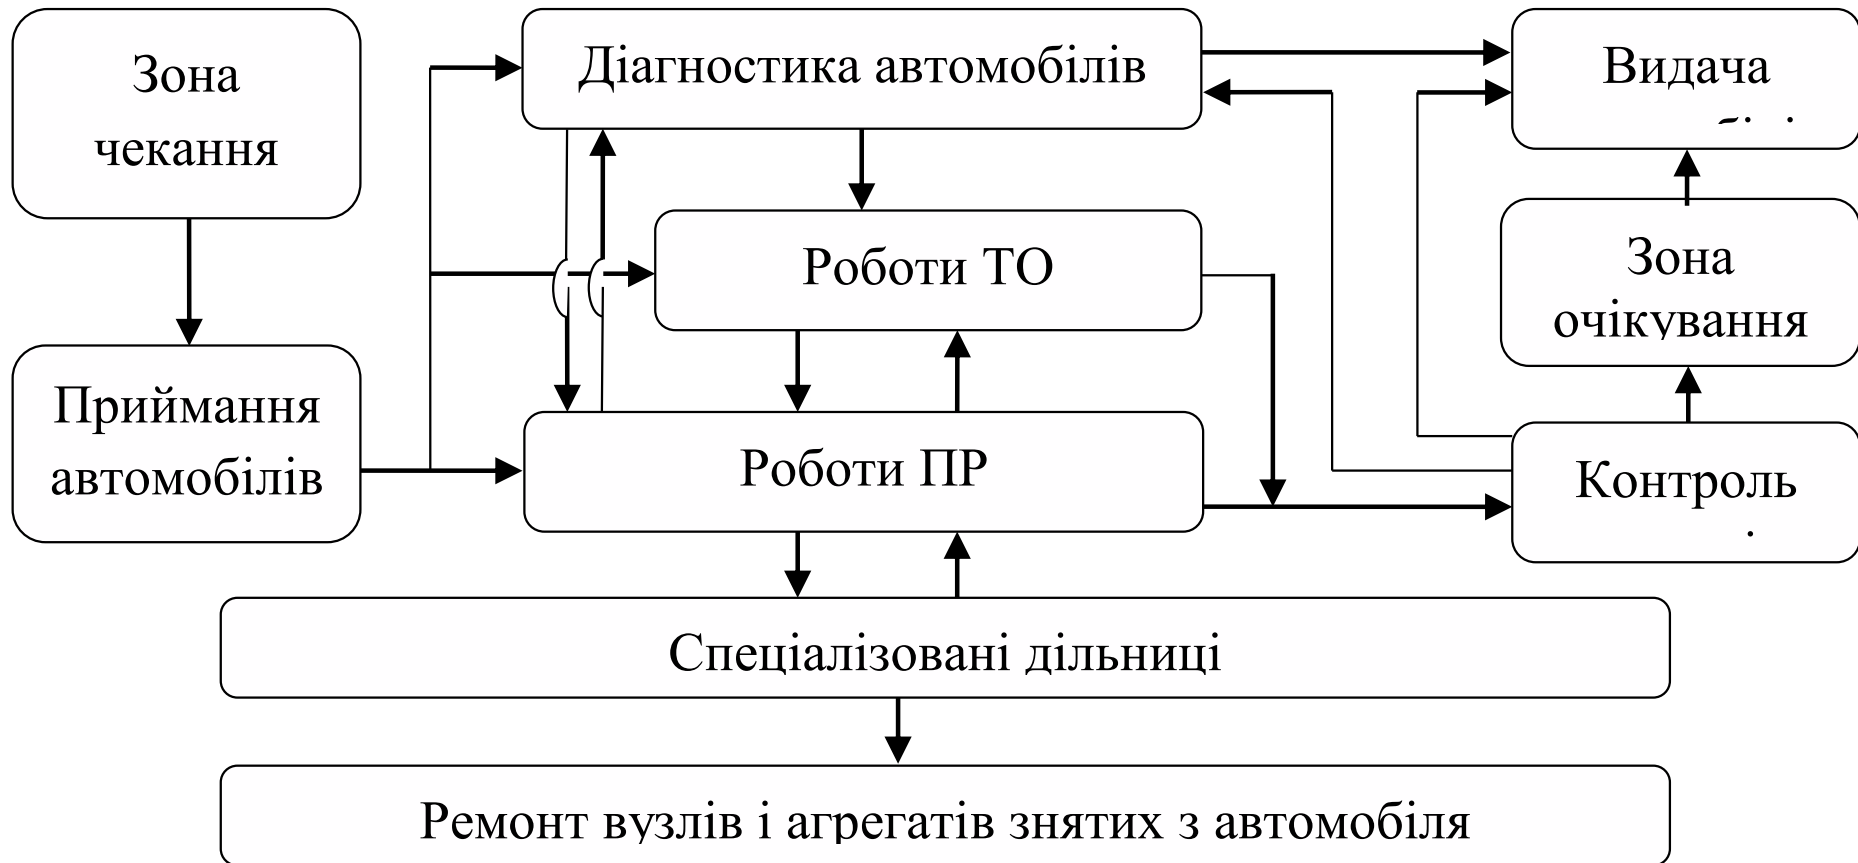 Зона
чекання
Діагностика автомобілів
Видача
Роботи ТО
Зона
очікування
Приймання
автомобілів
Роботи ПР
Контроль
Спеціалізовані дільниці
Ремонт вузлів і агрегатів знятих з автомобіля